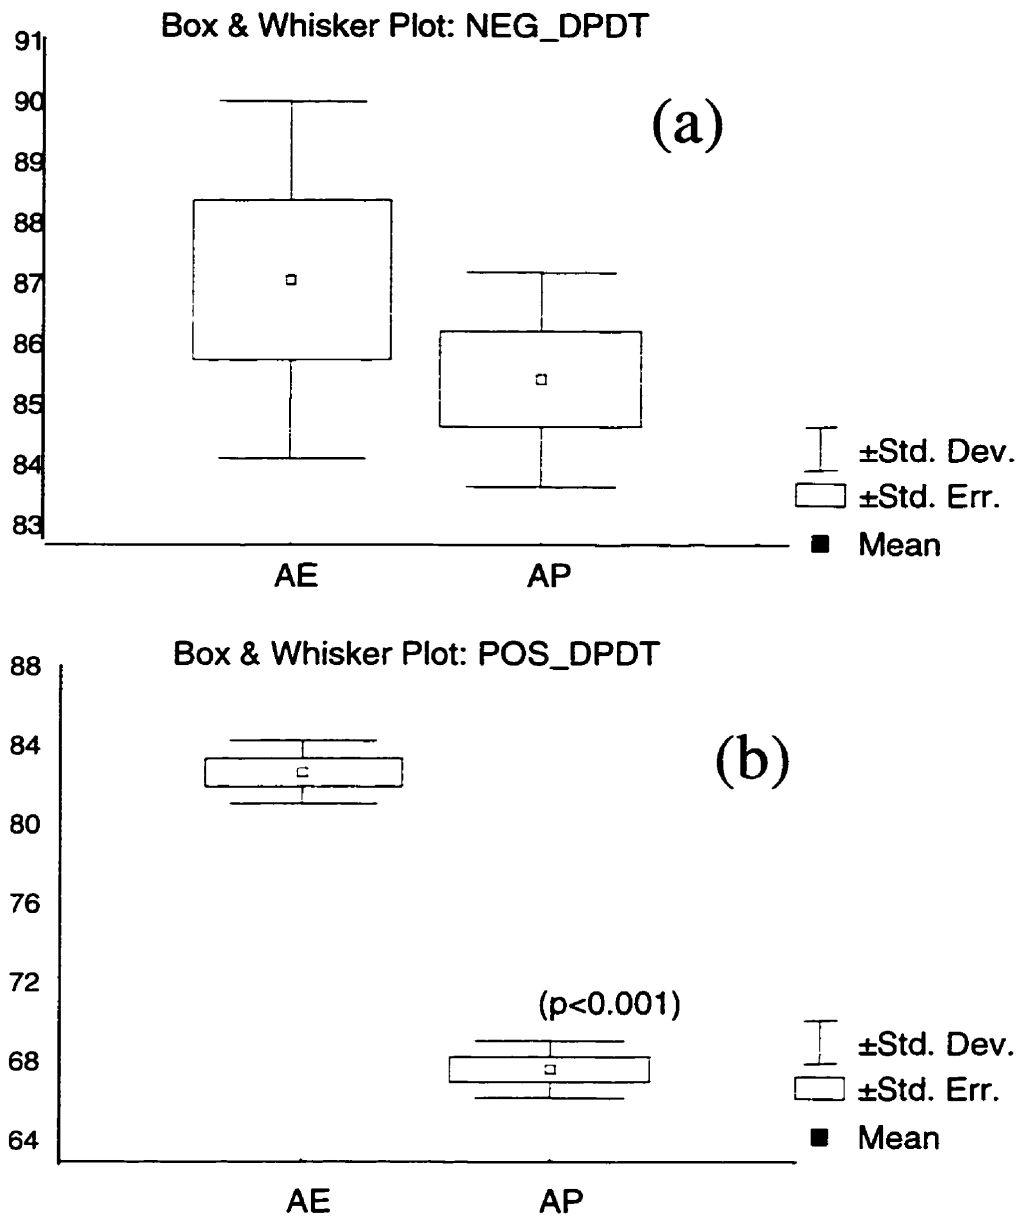 Box & Whisker Plot: NEG_DPDT
91
90
89
88
87
86
85
84
83
(a)
±Std. Dev.
±Std. Err.
Mean
AE
AP
Box & Whisker Plot: POS_DPDT
88
84
80
76
72
68
64
(b)
(p<0.001)
±Std. Dev.
±Std. Err.
Mean
AE
AP